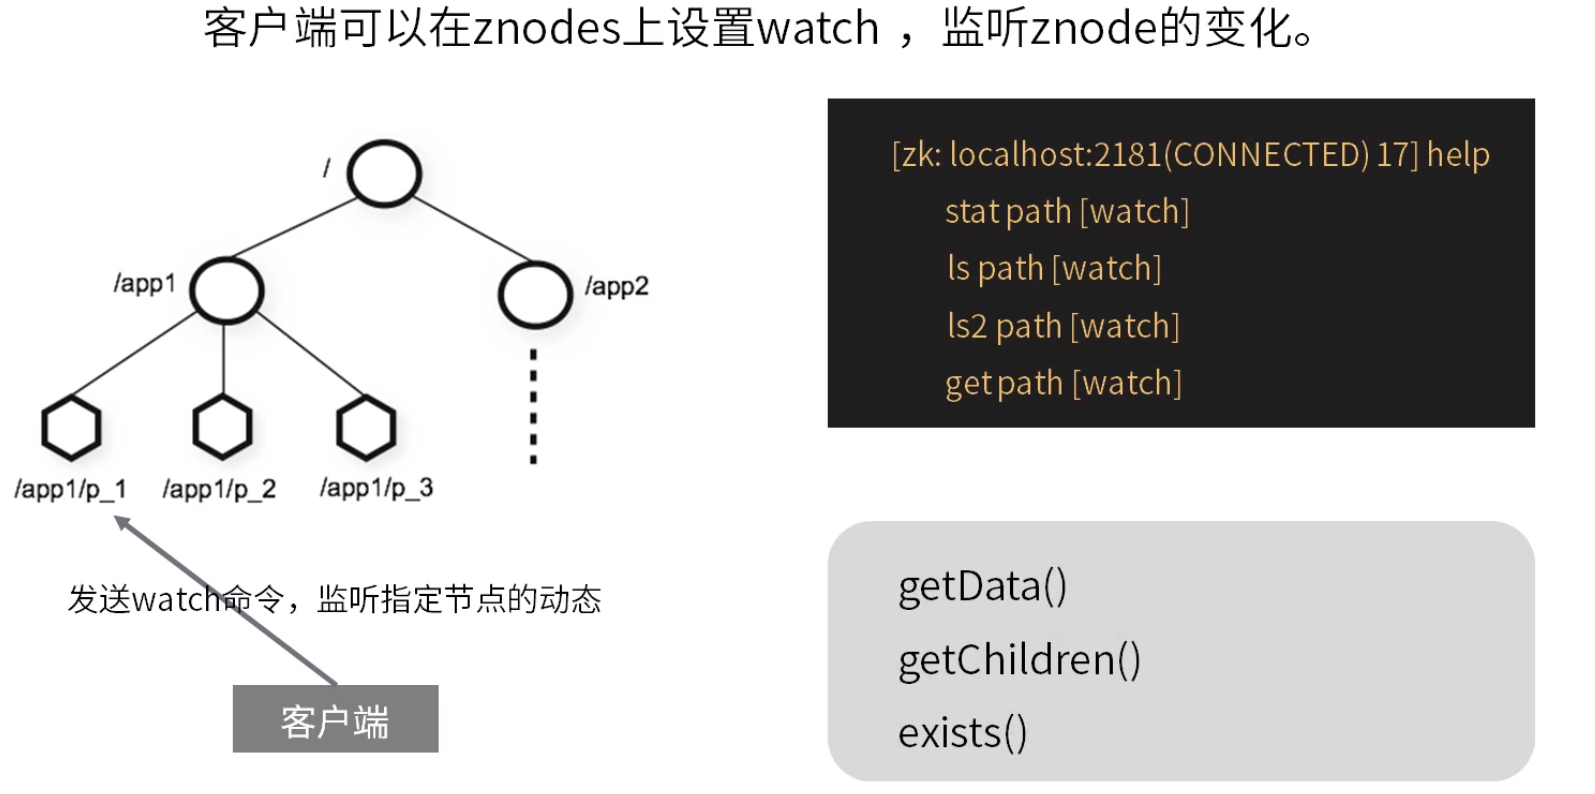 客户端可以在znodes上设置watch ，监听znode的变化。
/
/app1
/app2
/app1/p_1
/app1/p_2
/app1/p_3
发送watch命令，监听指定节点的动态
客户端
[zk: localhost:2181(CONNECTED) 17] help
stat path [watch]
ls path [watch]
ls2 path [watch]
get path [watch]
getData()
getChildren()
exists()